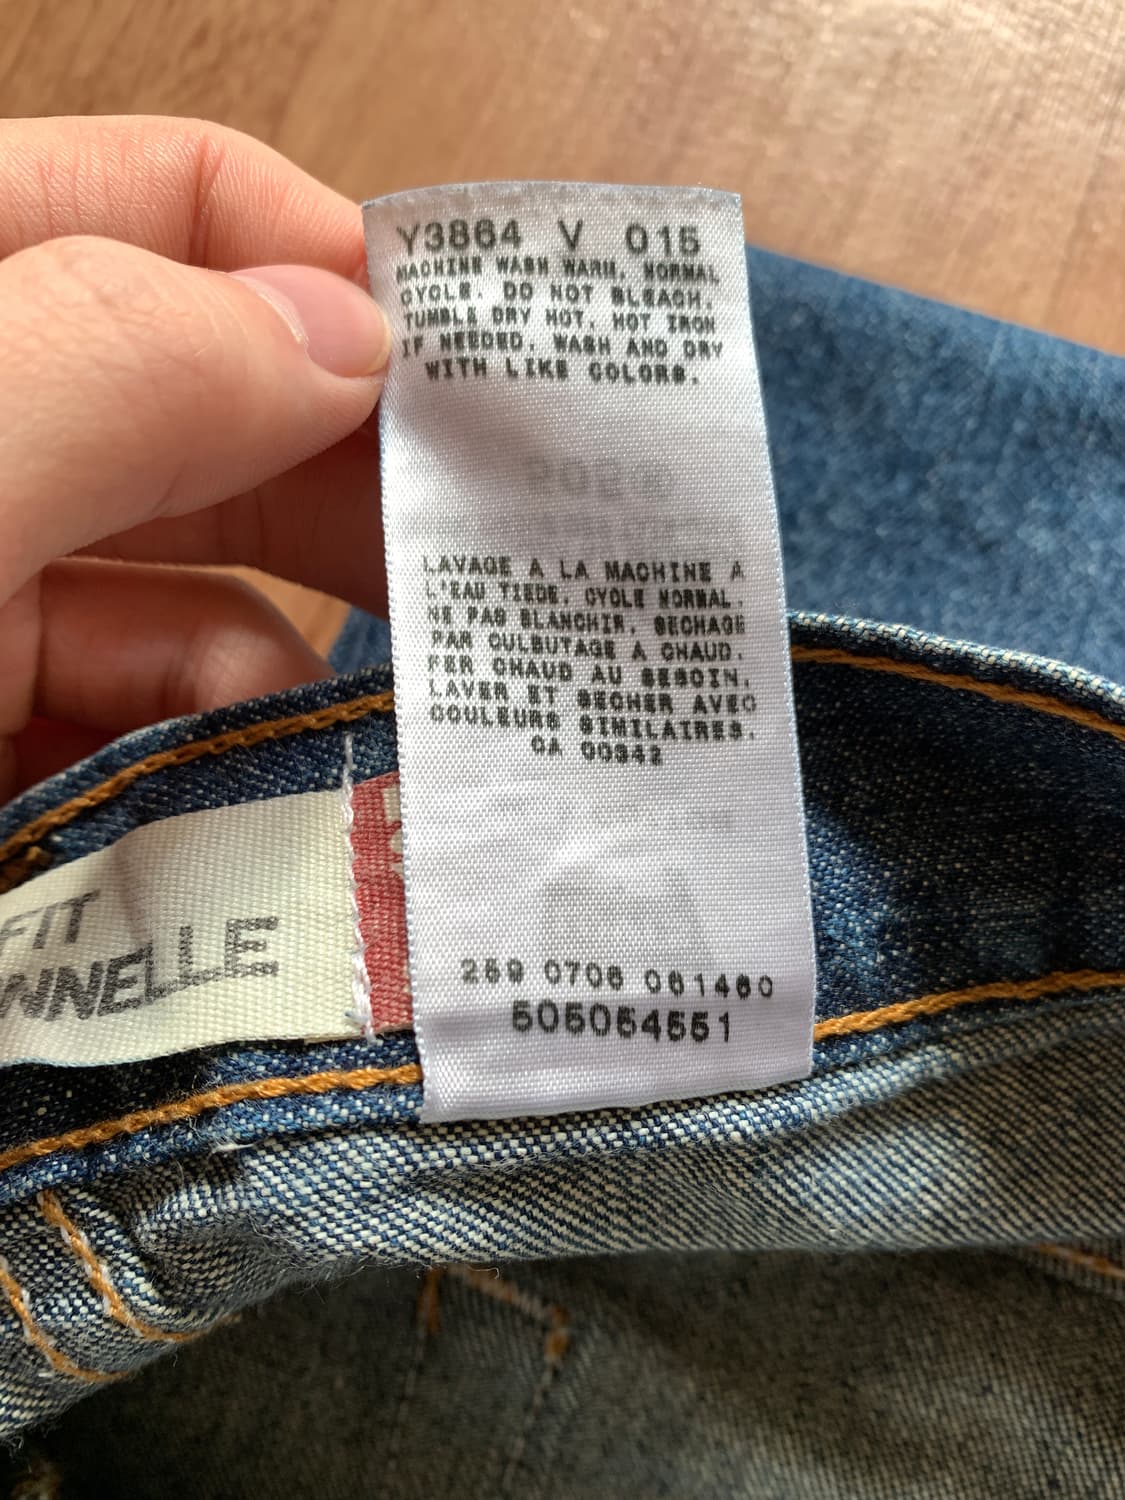 Y3864 V 015
MACHINE WASH WARM, NORMAL
CYCLE. DO NOT BLEACH.
TUMBLE DRY HOT. HOT IRON
IF NEEDED. WASH AND DRY
WITH LIKE COLORS.
LAVAGE A LA MACHINE A
L'EAU TIEDE, CYCLE NORMAL.
NE PAS BLANCHIR. SECHAGE
PAR CULBUTAGE A CHAUD.
FER CHAUD AU BESOIN.
LAVER ET SECHER AVEC
COULEURS SIMILAIRES.
CA 00342
259 0706 061460
505054551
FIT
NNELLE